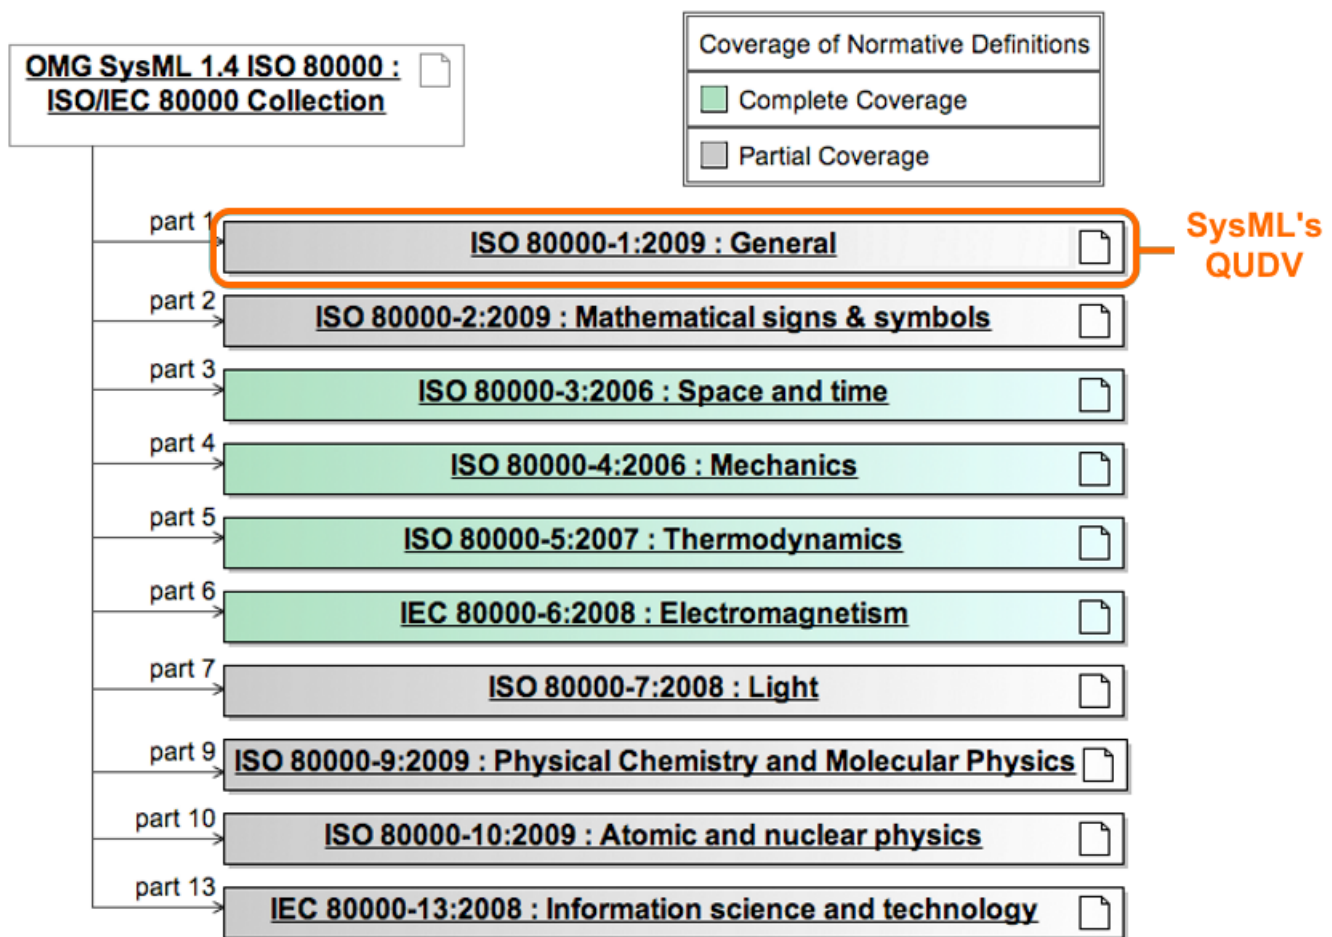 OMG SysML 1.4 ISO 80000 :
ISO/IEC 80000 Collection
Coverage of Normative Definitions
Complete Coverage
Partial Coverage
part 1
ISO 80000-1:2009 : General
SysML's
QUDV
part 2
ISO 80000-2:2009 : Mathematical signs & symbols
part 3
ISO 80000-3:2006 : Space and time
part 4
ISO 80000-4:2006 : Mechanics
part 5
ISO 80000-5:2007 : Thermodynamics
part 6
IEC 80000-6:2008 : Electromagnetism
part 7
ISO 80000-7:2008 : Light
part 9
ISO 80000-9:2009 : Physical Chemistry and Molecular Physics
part 10
ISO 80000-10:2009 : Atomic and nuclear physics
part 13
IEC 80000-13:2008 : Information science and technology